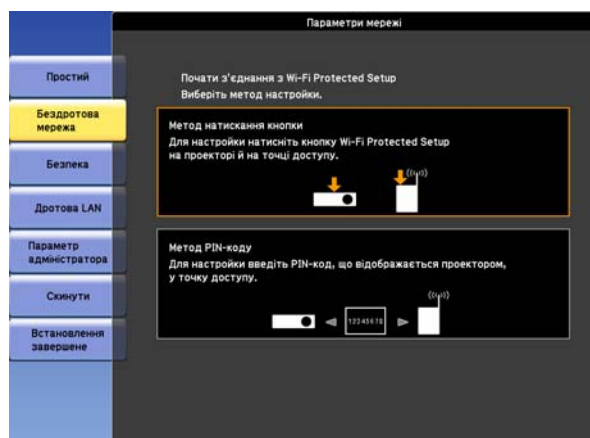 Параметри мережі
Простий
Бездротова
мережа
Безпека
Дротова LAN
Параметр
адміністратора
Скинути
Встановлення
завершене
Почати з'єднання з Wi-Fi Protected Setup
Виберіть метод настройки.
Метод натискання кнопки
Для настройки натисніть кнопку Wi-Fi Protected Setup
на проекторі й на точці доступу.
Метод PIN-коду
Для настройки введіть PIN-код, що відображається проектором,
у точку доступу.
12345678